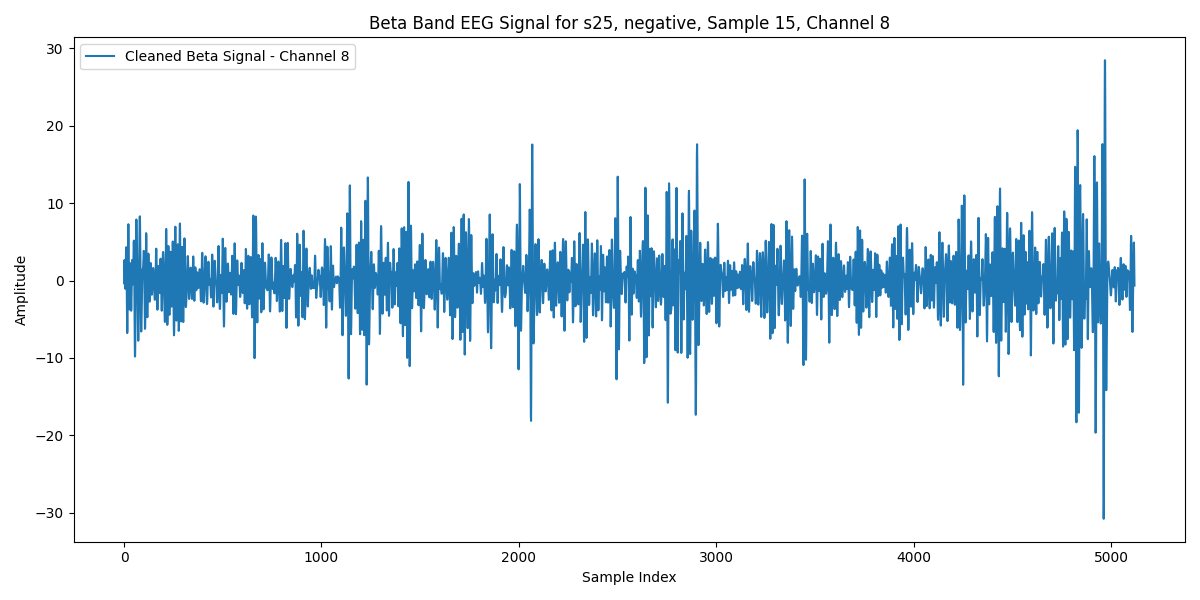 Beta Band EEG Signal for s25, negative, Sample 15, Channel 8
Cleaned Beta Signal - Channel 8
30
20
10
0
−10
−20
−30
Amplitude
0 1000 2000 3000 4000 5000
Sample Index